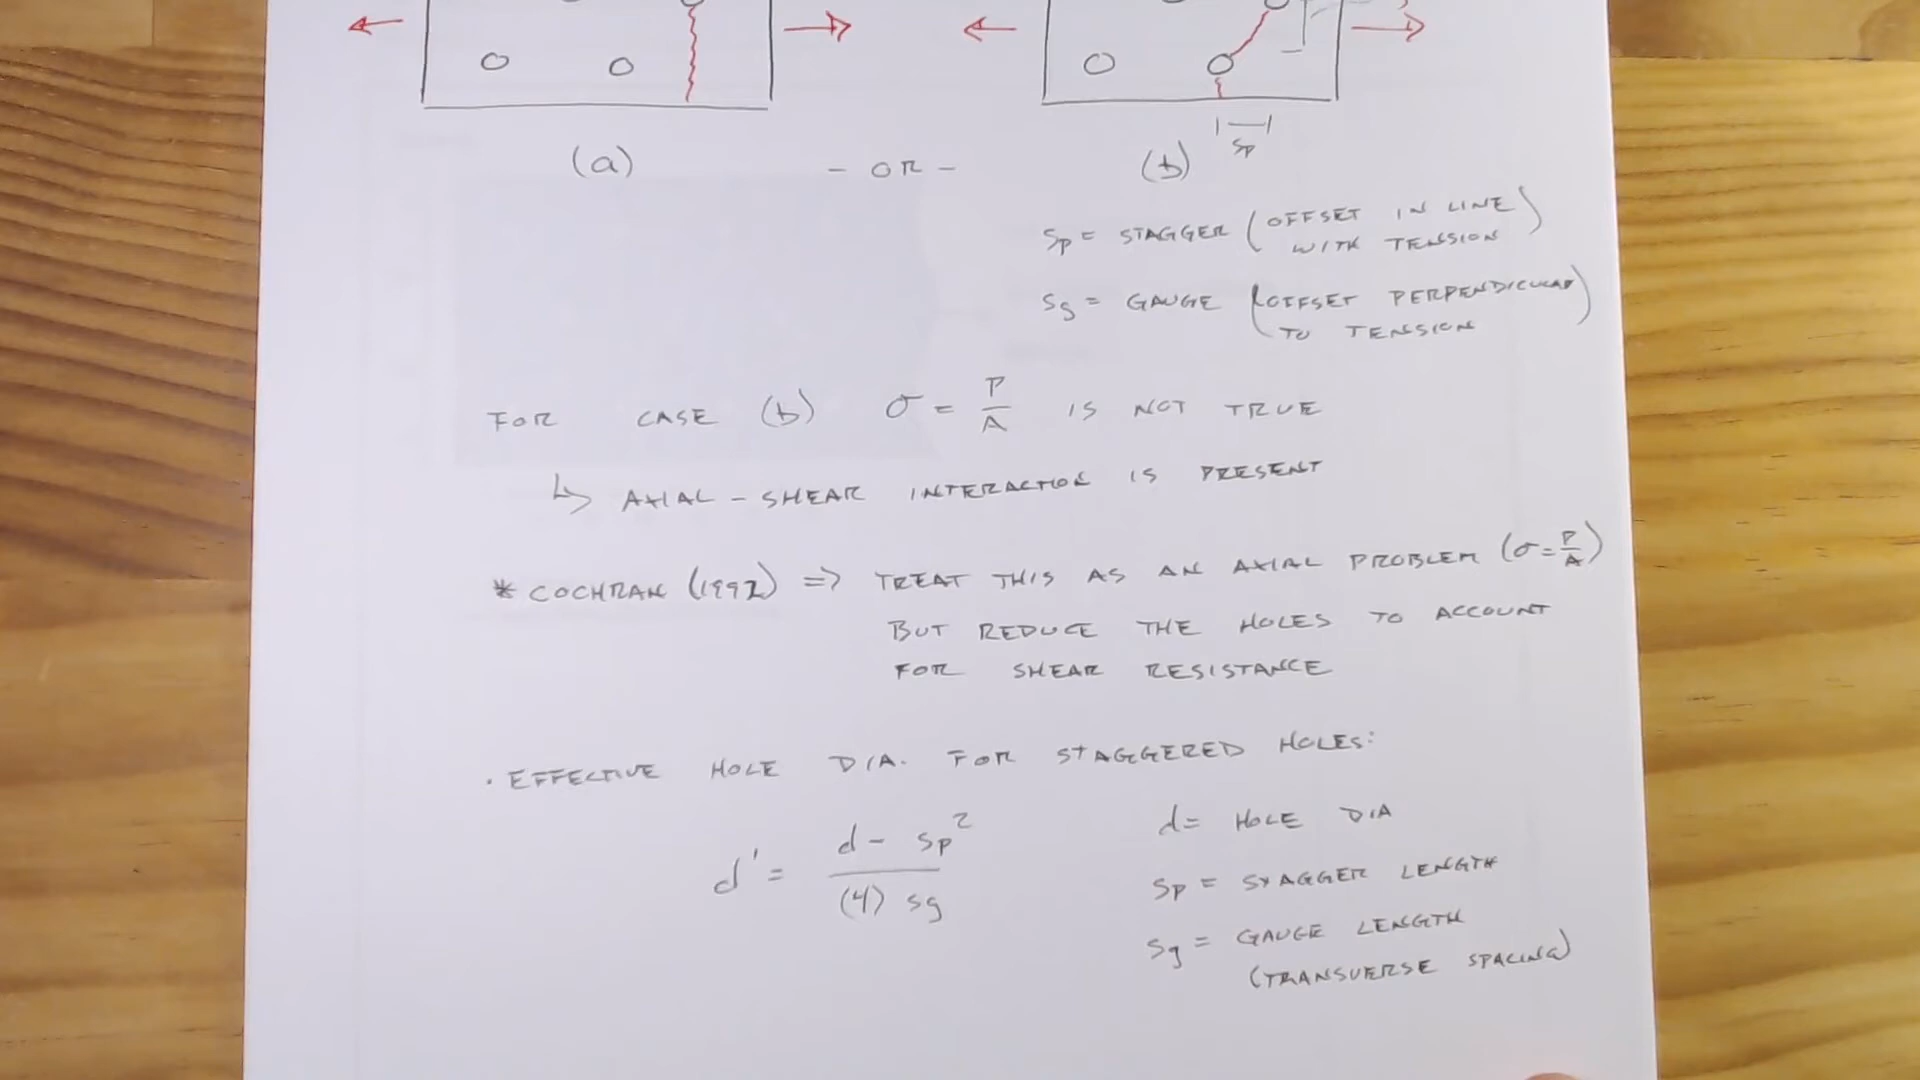 (a) - OR - (b) sp
sp = STAGGER (OFFSET IN LINE
WITH TENSION)
sg = GAUGE (OFFSET PERPENDICULAR
TO TENSION)
FOR CASE (b) σ = P/A IS NOT TRUE
↳ AXIAL - SHEAR INTERACTION IS PRESENT
* COCHRAN (1992) => TREAT THIS AS AN AXIAL PROBLEM (σ = P/A)
BUT REDUCE THE HOLES TO ACCOUNT
FOR SHEAR RESISTANCE
. EFFECTIVE HOLE DIA. FOR STAGGERED HOLES:
d' = (d - sp²) / ((4) sg)
d = HOLE DIA
sp = STAGGER LENGTH
sg = GAUGE LENGTH
(TRANSVERSE SPACING)